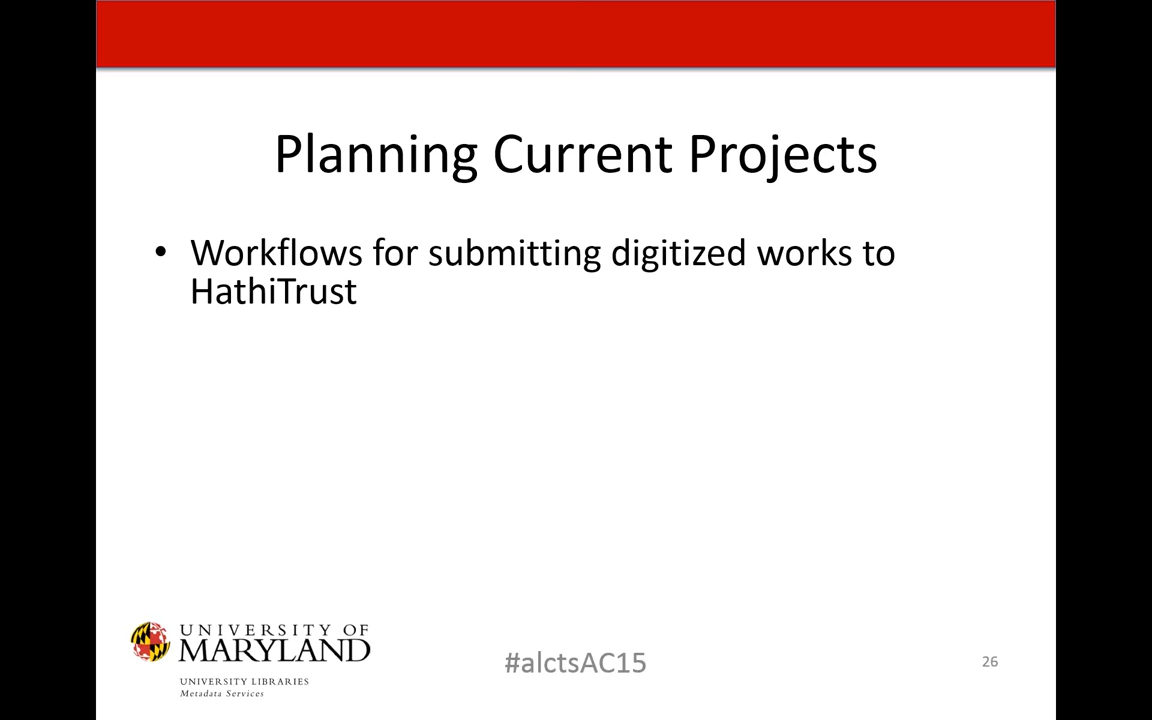 Planning Current Projects
• Workflows for submitting digitized works to
HathiTrust
UNIVERSITY OF
MARYLAND
UNIVERSITY LIBRARIES
Metadata Services
#alctsAC15
26